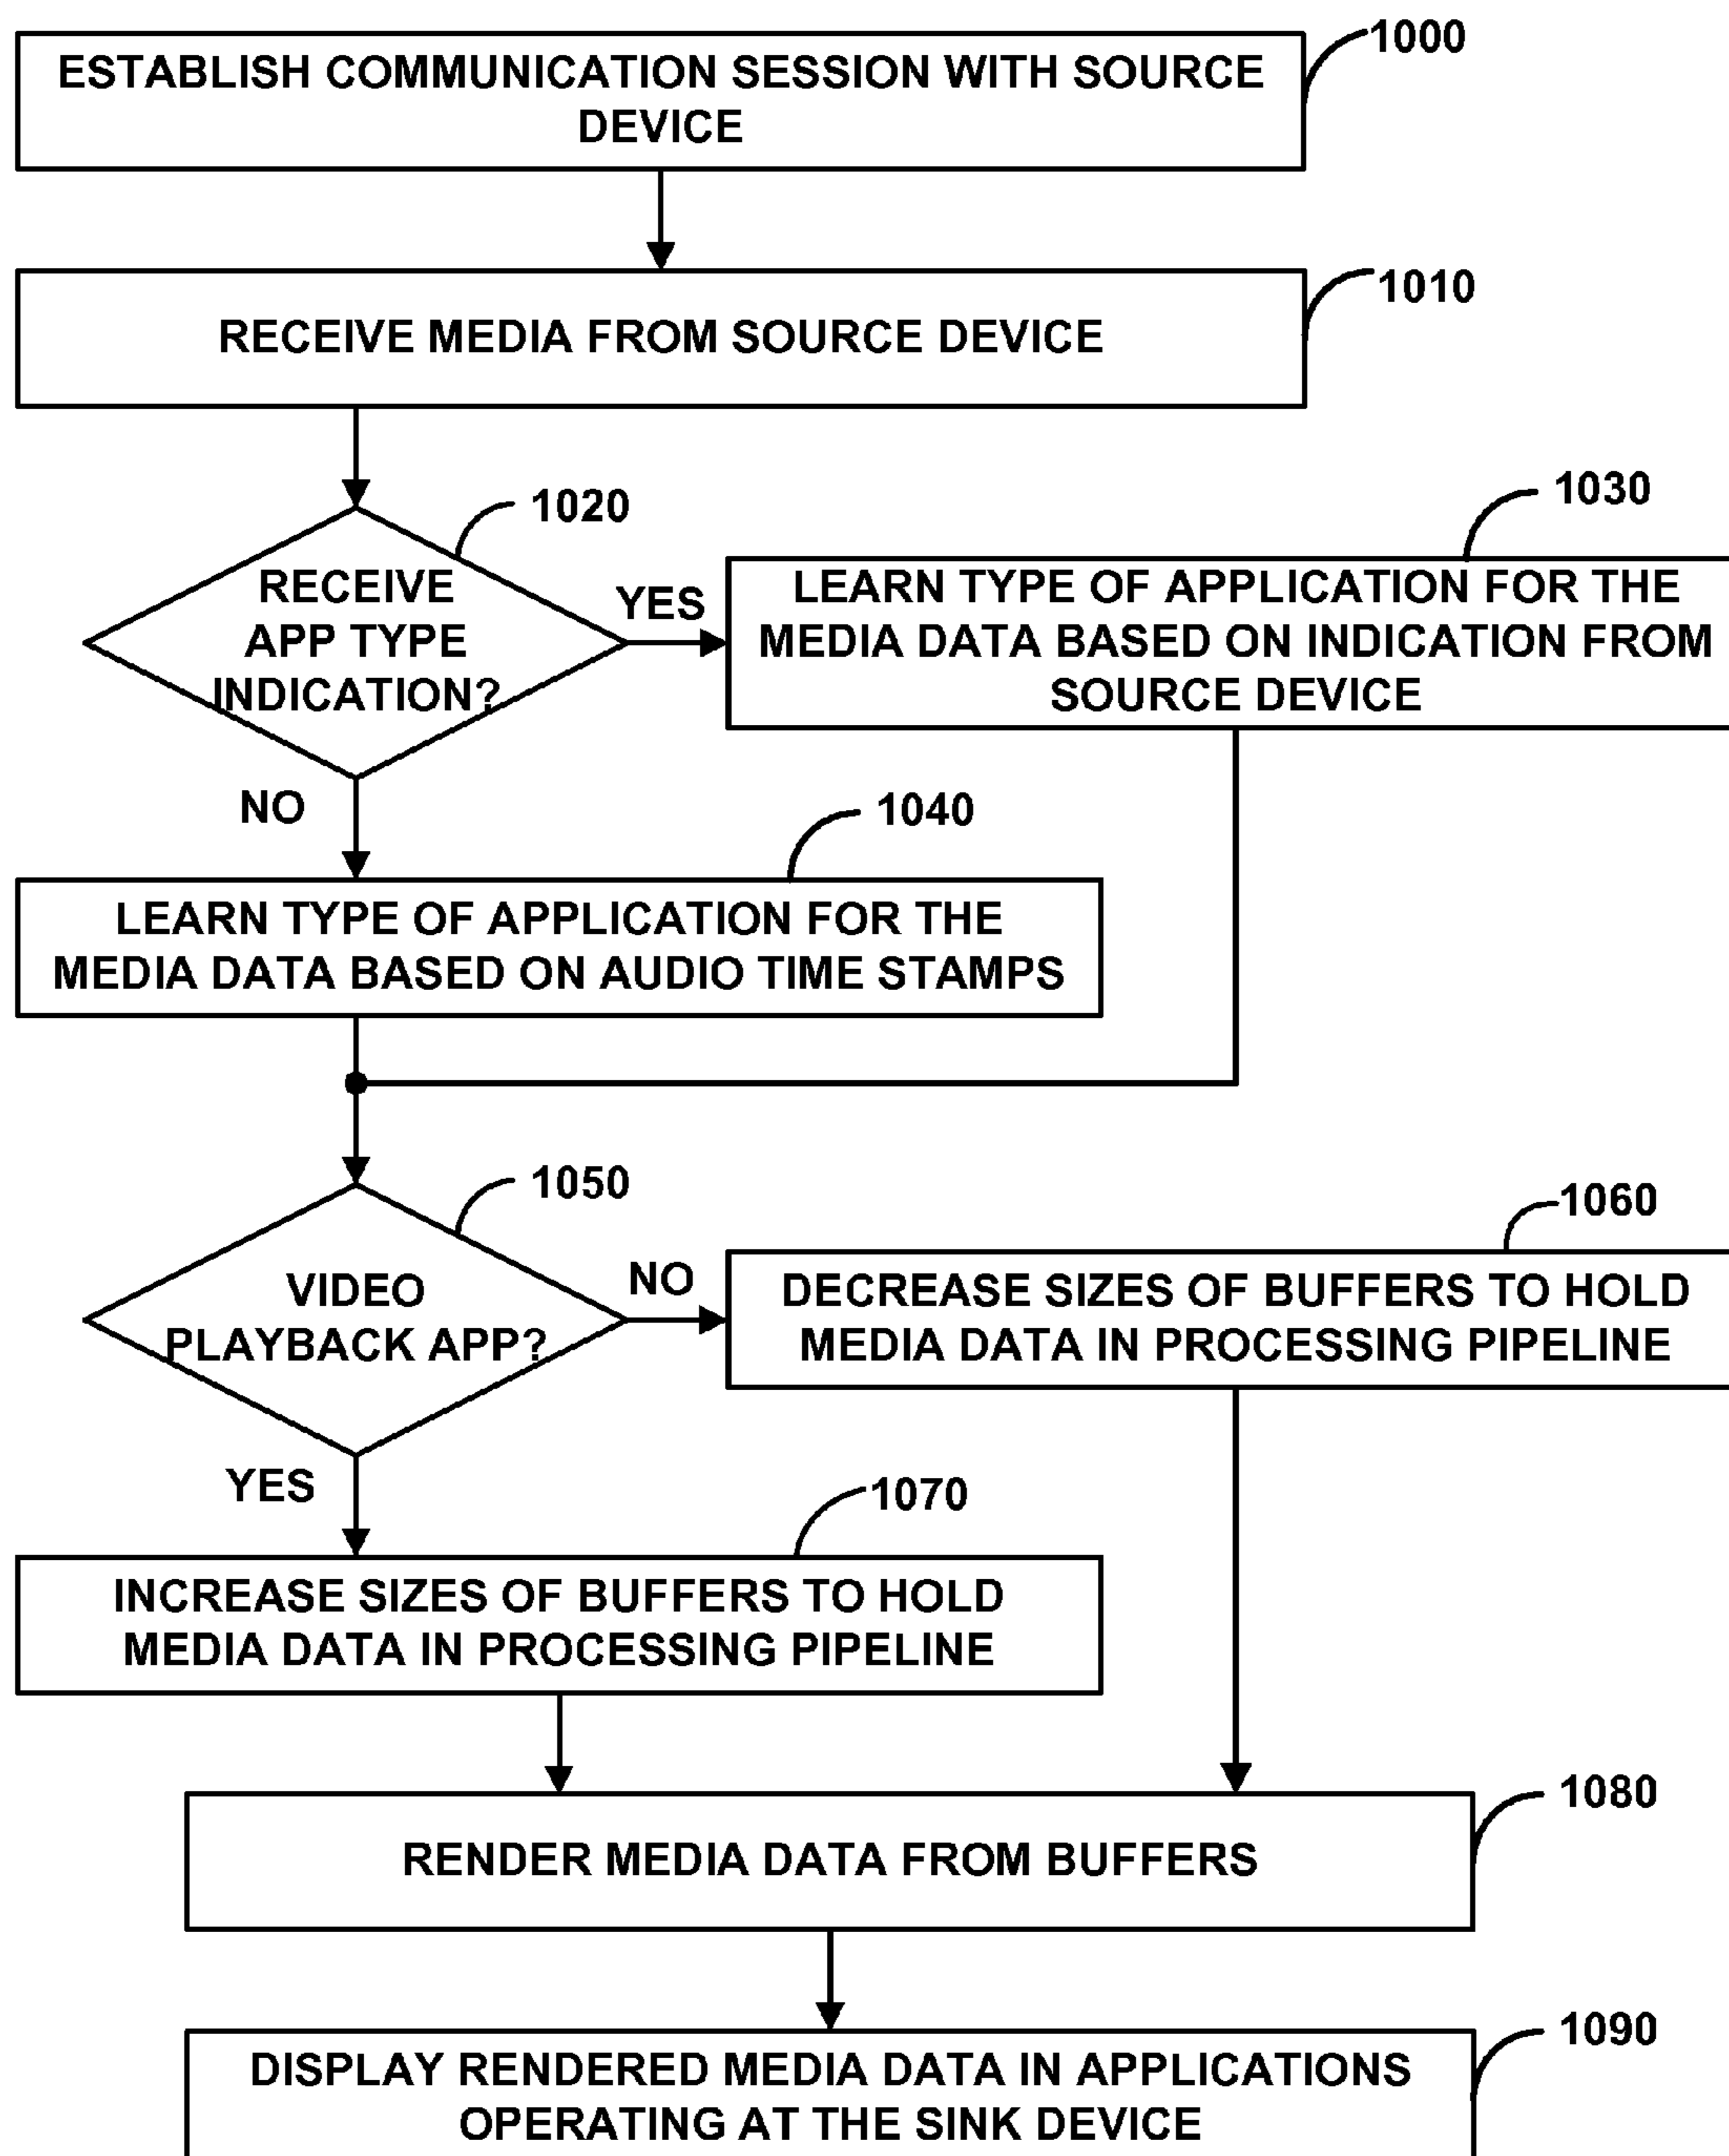 1000
ESTABLISH COMMUNICATION SESSION WITH SOURCE
DEVICE
1010
RECEIVE MEDIA FROM SOURCE DEVICE
1020
RECEIVE
APP TYPE
INDICATION?
YES
NO
1030
LEARN TYPE OF APPLICATION FOR THE
MEDIA DATA BASED ON INDICATION FROM
SOURCE DEVICE
1040
LEARN TYPE OF APPLICATION FOR THE
MEDIA DATA BASED ON AUDIO TIME STAMPS
1050
VIDEO
PLAYBACK APP?
NO
YES
1060
DECREASE SIZES OF BUFFERS TO HOLD
MEDIA DATA IN PROCESSING PIPELINE
1070
INCREASE SIZES OF BUFFERS TO HOLD
MEDIA DATA IN PROCESSING PIPELINE
1080
RENDER MEDIA DATA FROM BUFFERS
1090
DISPLAY RENDERED MEDIA DATA IN APPLICATIONS
OPERATING AT THE SINK DEVICE